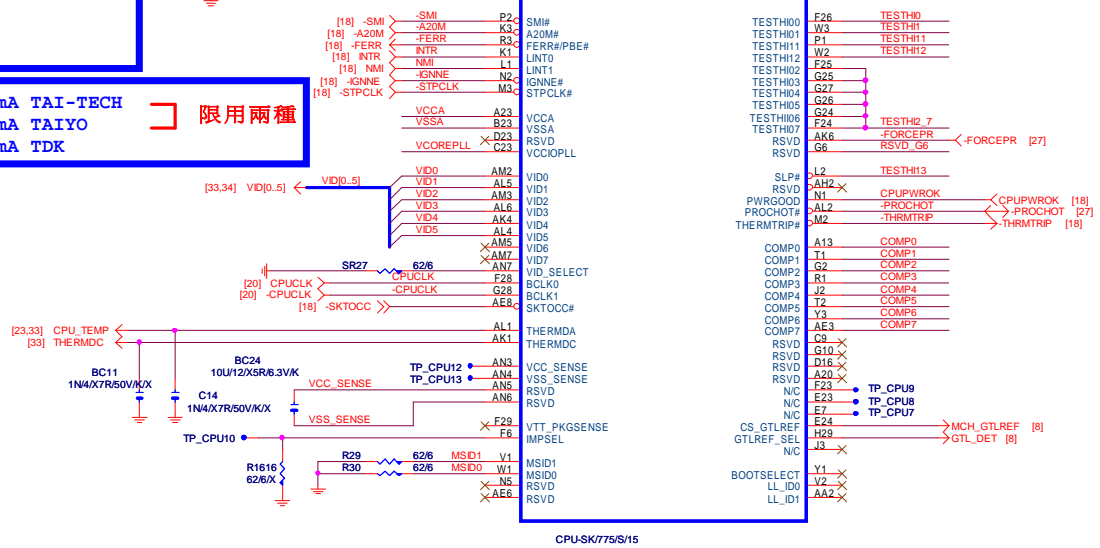 mA TAI-TECH
mA TAIYO
mA TDK
限用兩種
[18] -SMI -SMI P2 SMI#
[18] -A20M -A20M K3 A20M#
[18] -FERR -FERR R3 FERR#/PBE#
[18] INTR INTR K1 LINT0
[18] NMI NMI L1 LINT1
[18] -IGNNE -IGNNE N2 IGNNE#
[18] -STPCLK -STPCLK M3 STPCLK#
VCCA A23 VCCA
VSSA B23 VSSA
D23 RSVD
VCOREPLL C23 VCCIOPLL
[33,34] VID[0..5] VID[0..5]
VID0 AM2 VID0
VID1 AL5 VID1
VID2 AM3 VID2
VID3 AL6 VID3
VID4 AK4 VID4
VID5 AL4 VID5
AM5 VID6
AM7 VID7
SR27 62/6 AN7 VID_SELECT
[20] CPUCLK CPUCLK F28 BCLK0
[20] -CPUCLK -CPUCLK G28 BCLK1
[18] -SKTOCC AE8 SKTOCC#
[23,33] CPU_TEMP AL1 THERMDA
[33] THERMDC AK1 THERMDC
BC11
1N/4/X7R/50V/K/X
C14
1N/4/X7R/50V/K/X
BC24
10U/12/X5R/6.3V/K
TP_CPU12 AN3 VCC_SENSE
TP_CPU13 AN4 VSS_SENSE
VCC_SENSE AN5 RSVD
VSS_SENSE AN6 RSVD
F29 VTT_PKGSENSE
TP_CPU10 F6 IMPSEL
R1616
62/6/X
R29 62/6 MSID1 V1 MSID1
R30 62/6 MSID0 W1 MSID0
N5 RSVD
AE6 RSVD
TESTHI00 F26 TESTHI0
TESTHI01 W3 TESTHI1
TESTHI11 P1 TESTHI11
TESTHI12 W2 TESTHI12
TESTHI02 F25
TESTHI03 G25
TESTHI04 G27
TESTHI05 G26
TESTHII06 G24
TESTHI07 F24 TESTHI2_7
RSVD AK6 -FORCEPR -FORCEPR [27]
RSVD G6 RSVD_G6
SLP# L2 TESTHI13
RSVD AH2
PWRGOOD N1 CPUPWROK CPUPWROK [18]
PROCHOT# AL2 -PROCHOT -PROCHOT [27]
THERMTRIP# M2 -THRMTRIP -THRMTRIP [18]
COMP0 A13 COMP0
COMP1 T1 COMP1
COMP2 G2 COMP2
COMP3 R1 COMP3
COMP4 J2 COMP4
COMP5 T2 COMP5
COMP6 Y3 COMP6
COMP7 AE3 COMP7
RSVD C9
RSVD G10
RSVD D16
RSVD A20
N/C F23 TP_CPU9
N/C E23 TP_CPU8
N/C E7 TP_CPU7
CS_GTLREF E24 MCH_GTLREF [8]
GTLREF_SEL H29 GTL_DET [8]
N/C J3
BOOTSELECT Y1
LL_ID0 V2
LL_ID1 AA2
CPU-SK/775/S/15